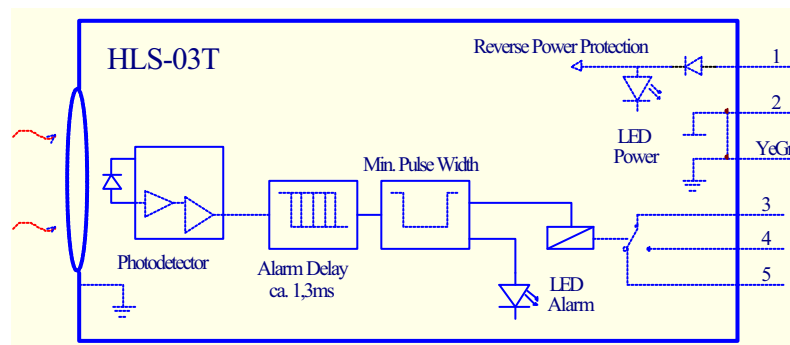 HLS-03T
Reverse Power Protection
1
2
LED
Power
YeGr
Min. Pulse Width
3
4
5
Photodetector
Alarm Delay
ca. 1,3ms
LED
Alarm